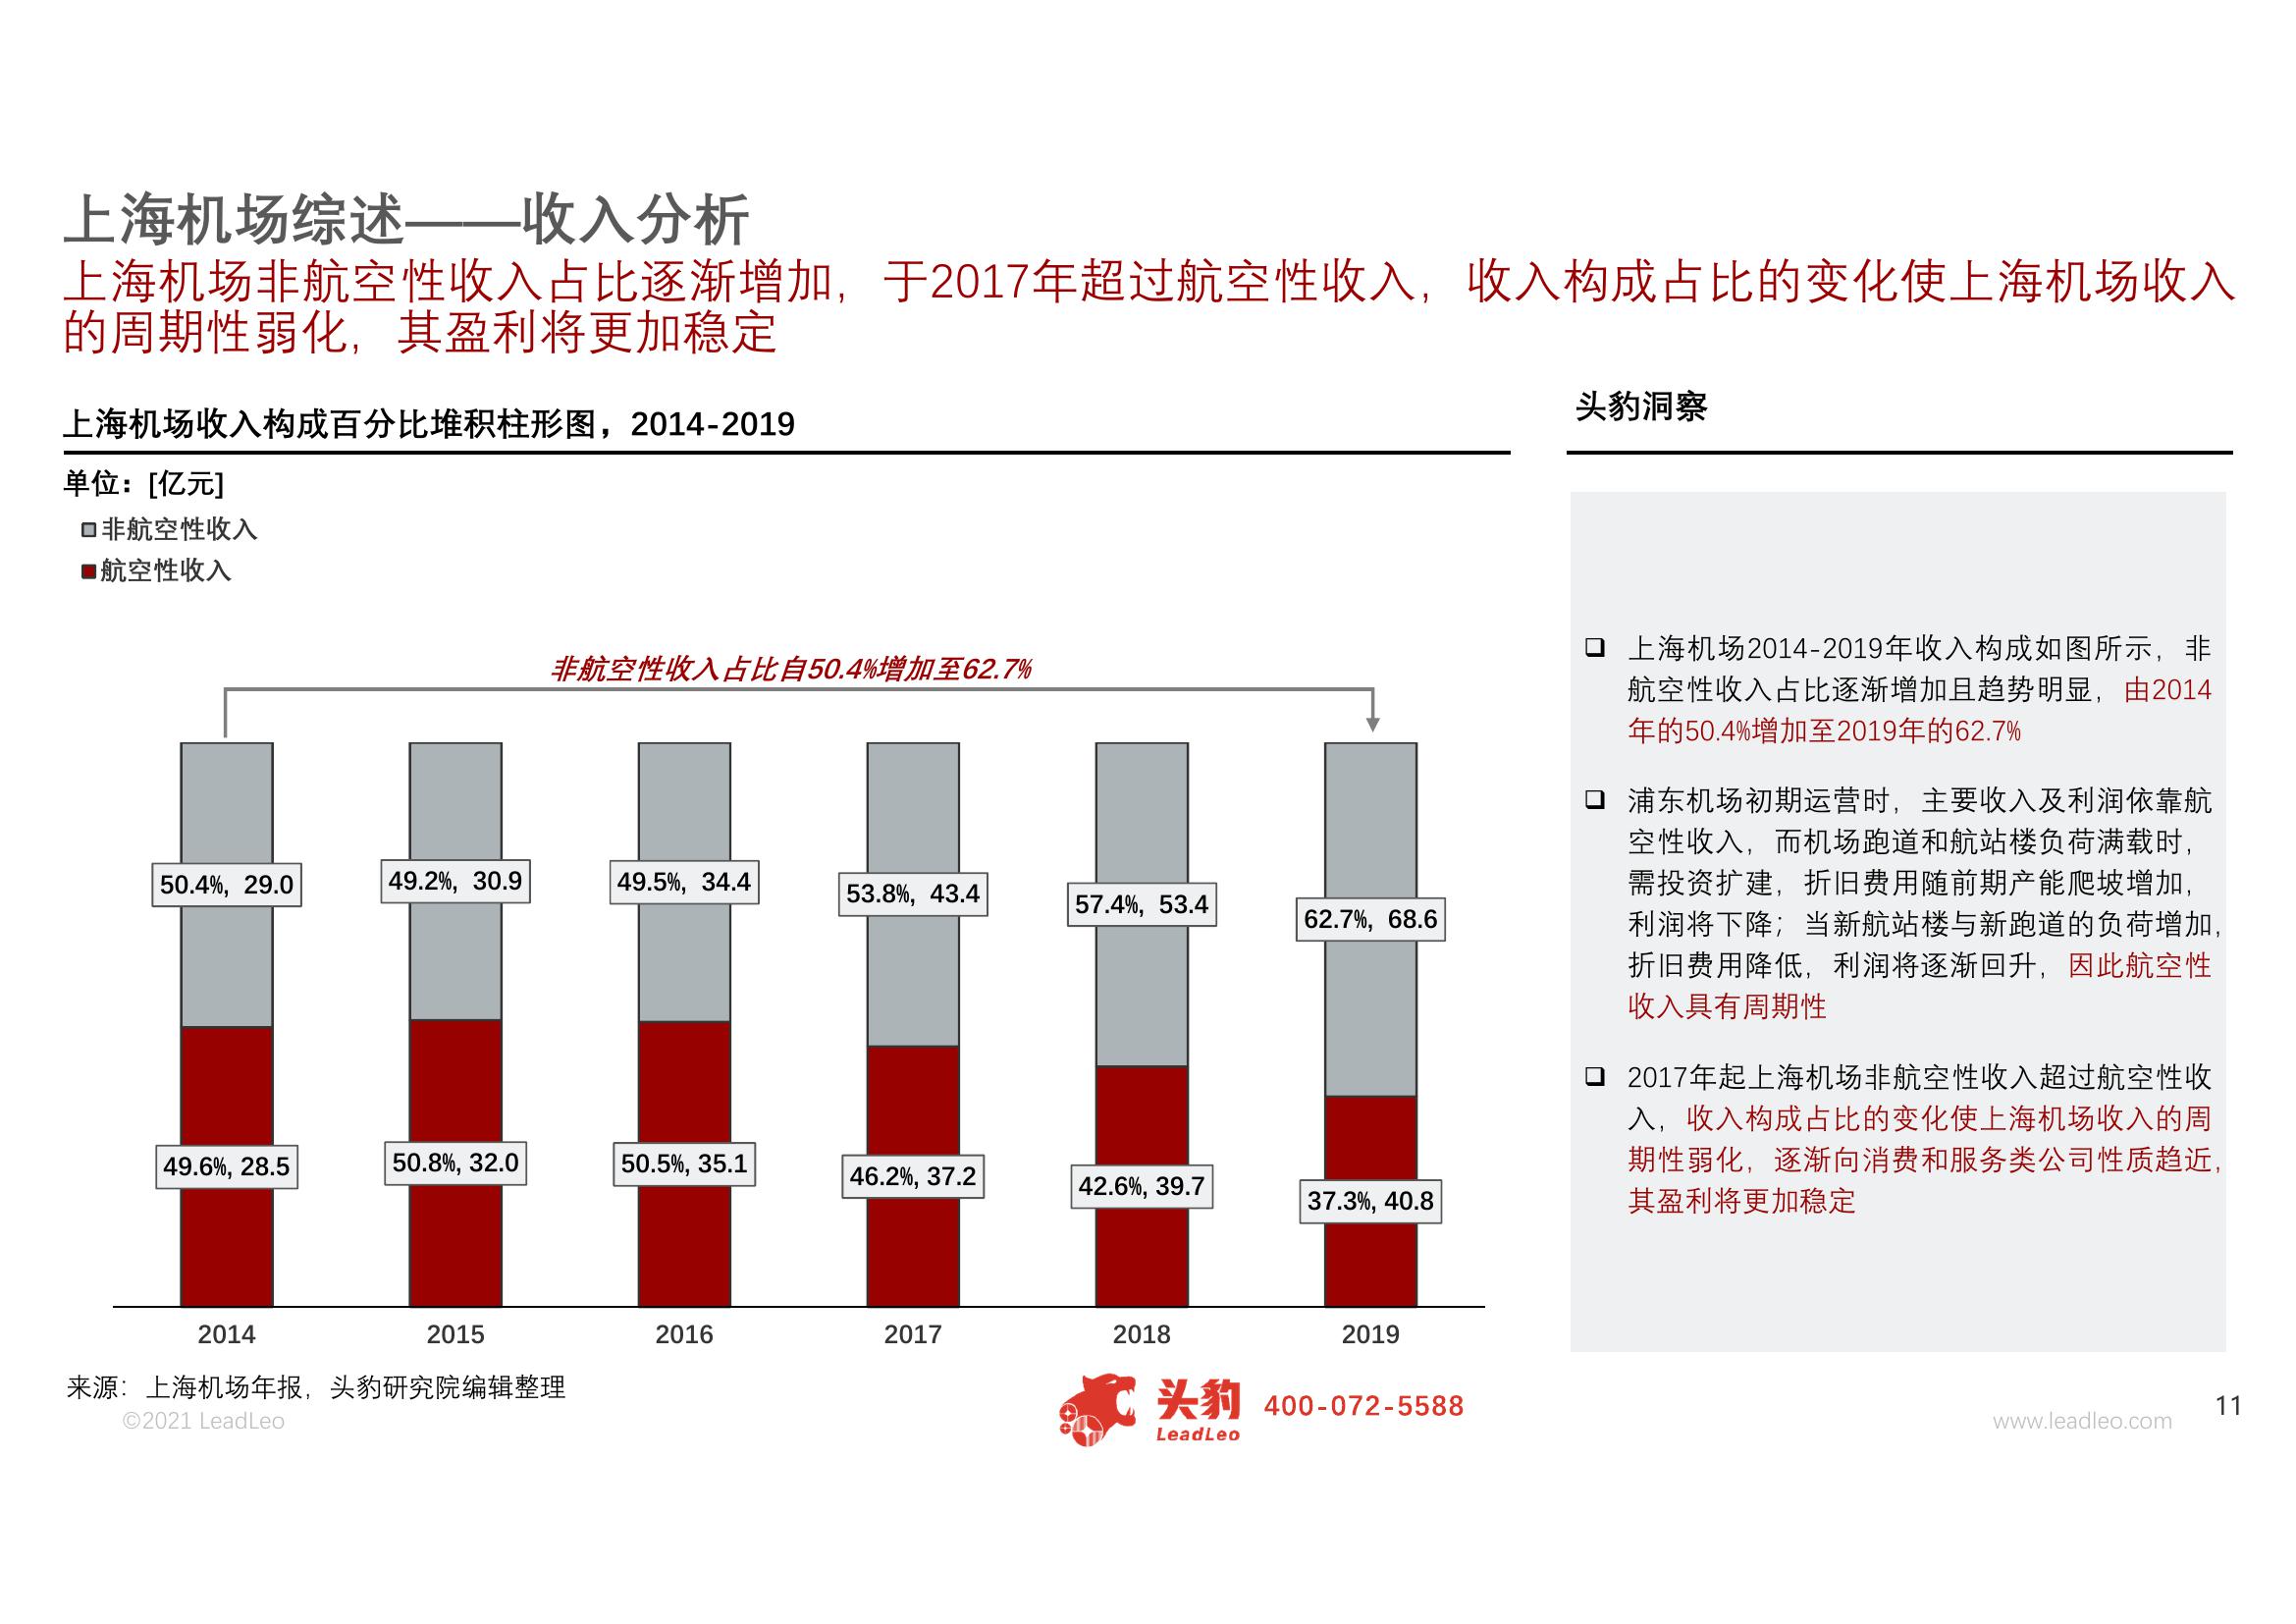 上海机场综述——收入分析
上海机场非航空性收入占比逐渐增加，于2017年超过航空性收入，收入构成占比的变化使上海机场收入
的周期性弱化，其盈利将更加稳定
上海机场收入构成百分比堆积柱形图，2014-2019
单位：[亿元]
非航空性收入
航空性收入
非航空性收入占比自50.4%增加至62.7%
50.4%, 29.0
49.2%, 30.9
49.5%, 34.4
53.8%, 43.4
57.4%, 53.4
62.7%, 68.6
49.6%, 28.5
50.8%, 32.0
50.5%, 35.1
46.2%, 37.2
42.6%, 39.7
37.3%, 40.8
2014
2015
2016
2017
2018
2019
来源：上海机场年报，头豹研究院编辑整理
头豹洞察
上海机场2014-2019年收入构成如图所示，非
航空性收入占比逐渐增加且趋势明显，由2014
年的50.4%增加至2019年的62.7%
浦东机场初期运营时，主要收入及利润依靠航
空性收入，而机场跑道和航站楼负荷满载时，
需投资扩建，折旧费用随前期产能爬坡增加，
利润将下降；当新航站楼与新跑道的负荷增加，
折旧费用降低，利润将逐渐回升，因此航空性
收入具有周期性
2017年起上海机场非航空性收入超过航空性收
入，收入构成占比的变化使上海机场收入的周
期性弱化，逐渐向消费和服务类公司性质趋近，
其盈利将更加稳定
©2021 LeadLeo
头豹
LeadLeo
400-072-5588
www.leadleo.com
11